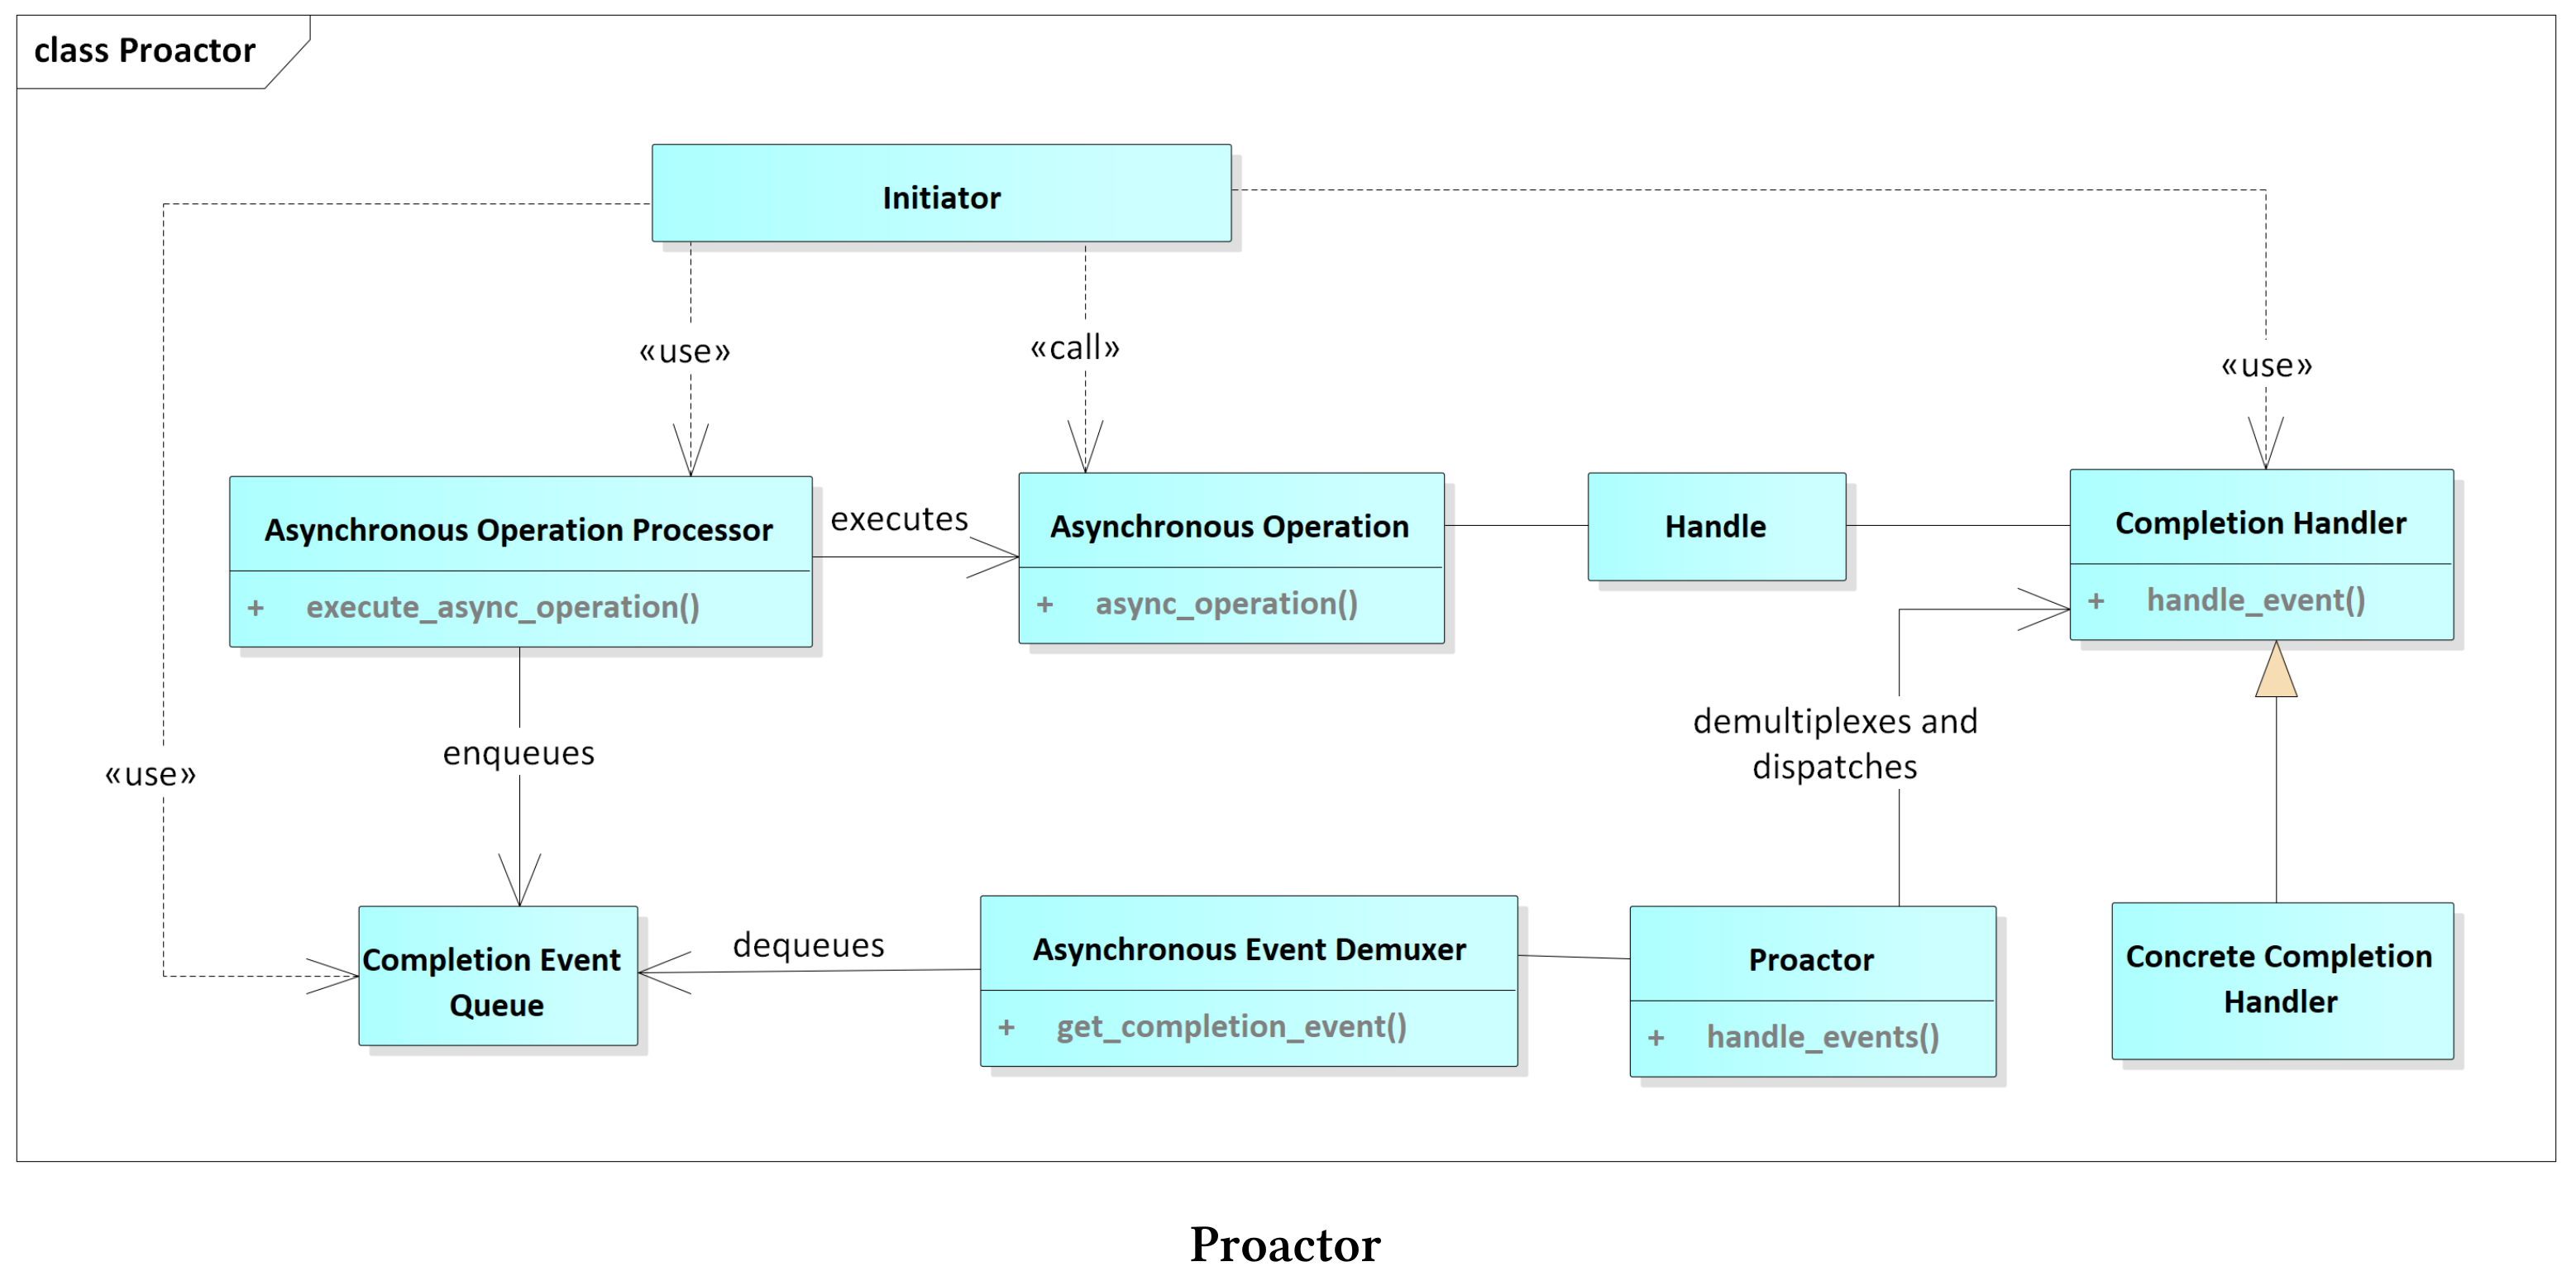 class Proactor
Initiator
«use»
«call»
«use»
Asynchronous Operation Processor
+ execute_async_operation()
executes
Asynchronous Operation
+ async_operation()
Handle
Completion Handler
+ handle_event()
«use»
enqueues
demultiplexes and
dispatches
Completion Event
Queue
dequeues
Asynchronous Event Demuxer
+ get_completion_event()
Proactor
+ handle_events()
Concrete Completion
Handler
Proactor